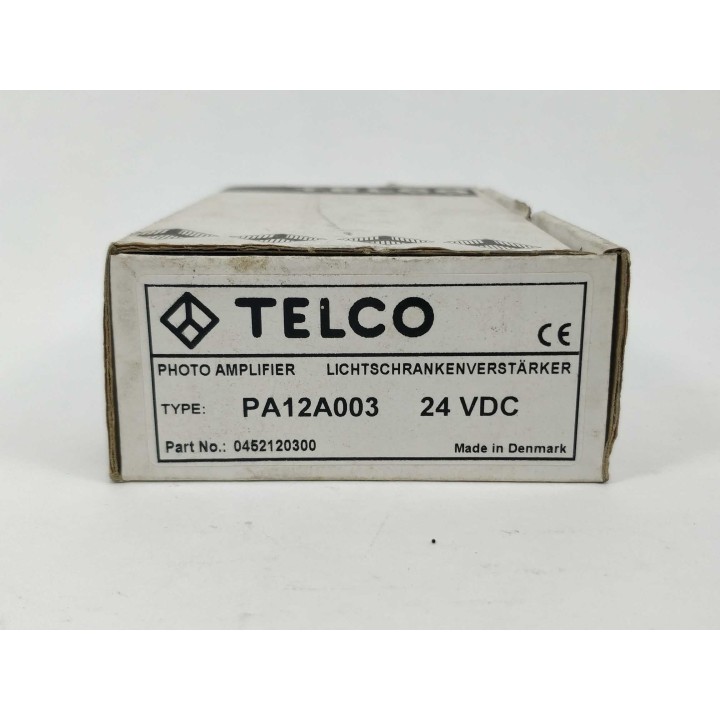 TELCO
CE
PHOTO AMPLIFIER LICHTSCHRANKENVERSTÄRKER
TYPE: PA12A003 24 VDC
Part No.: 0452120300 Made in Denmark